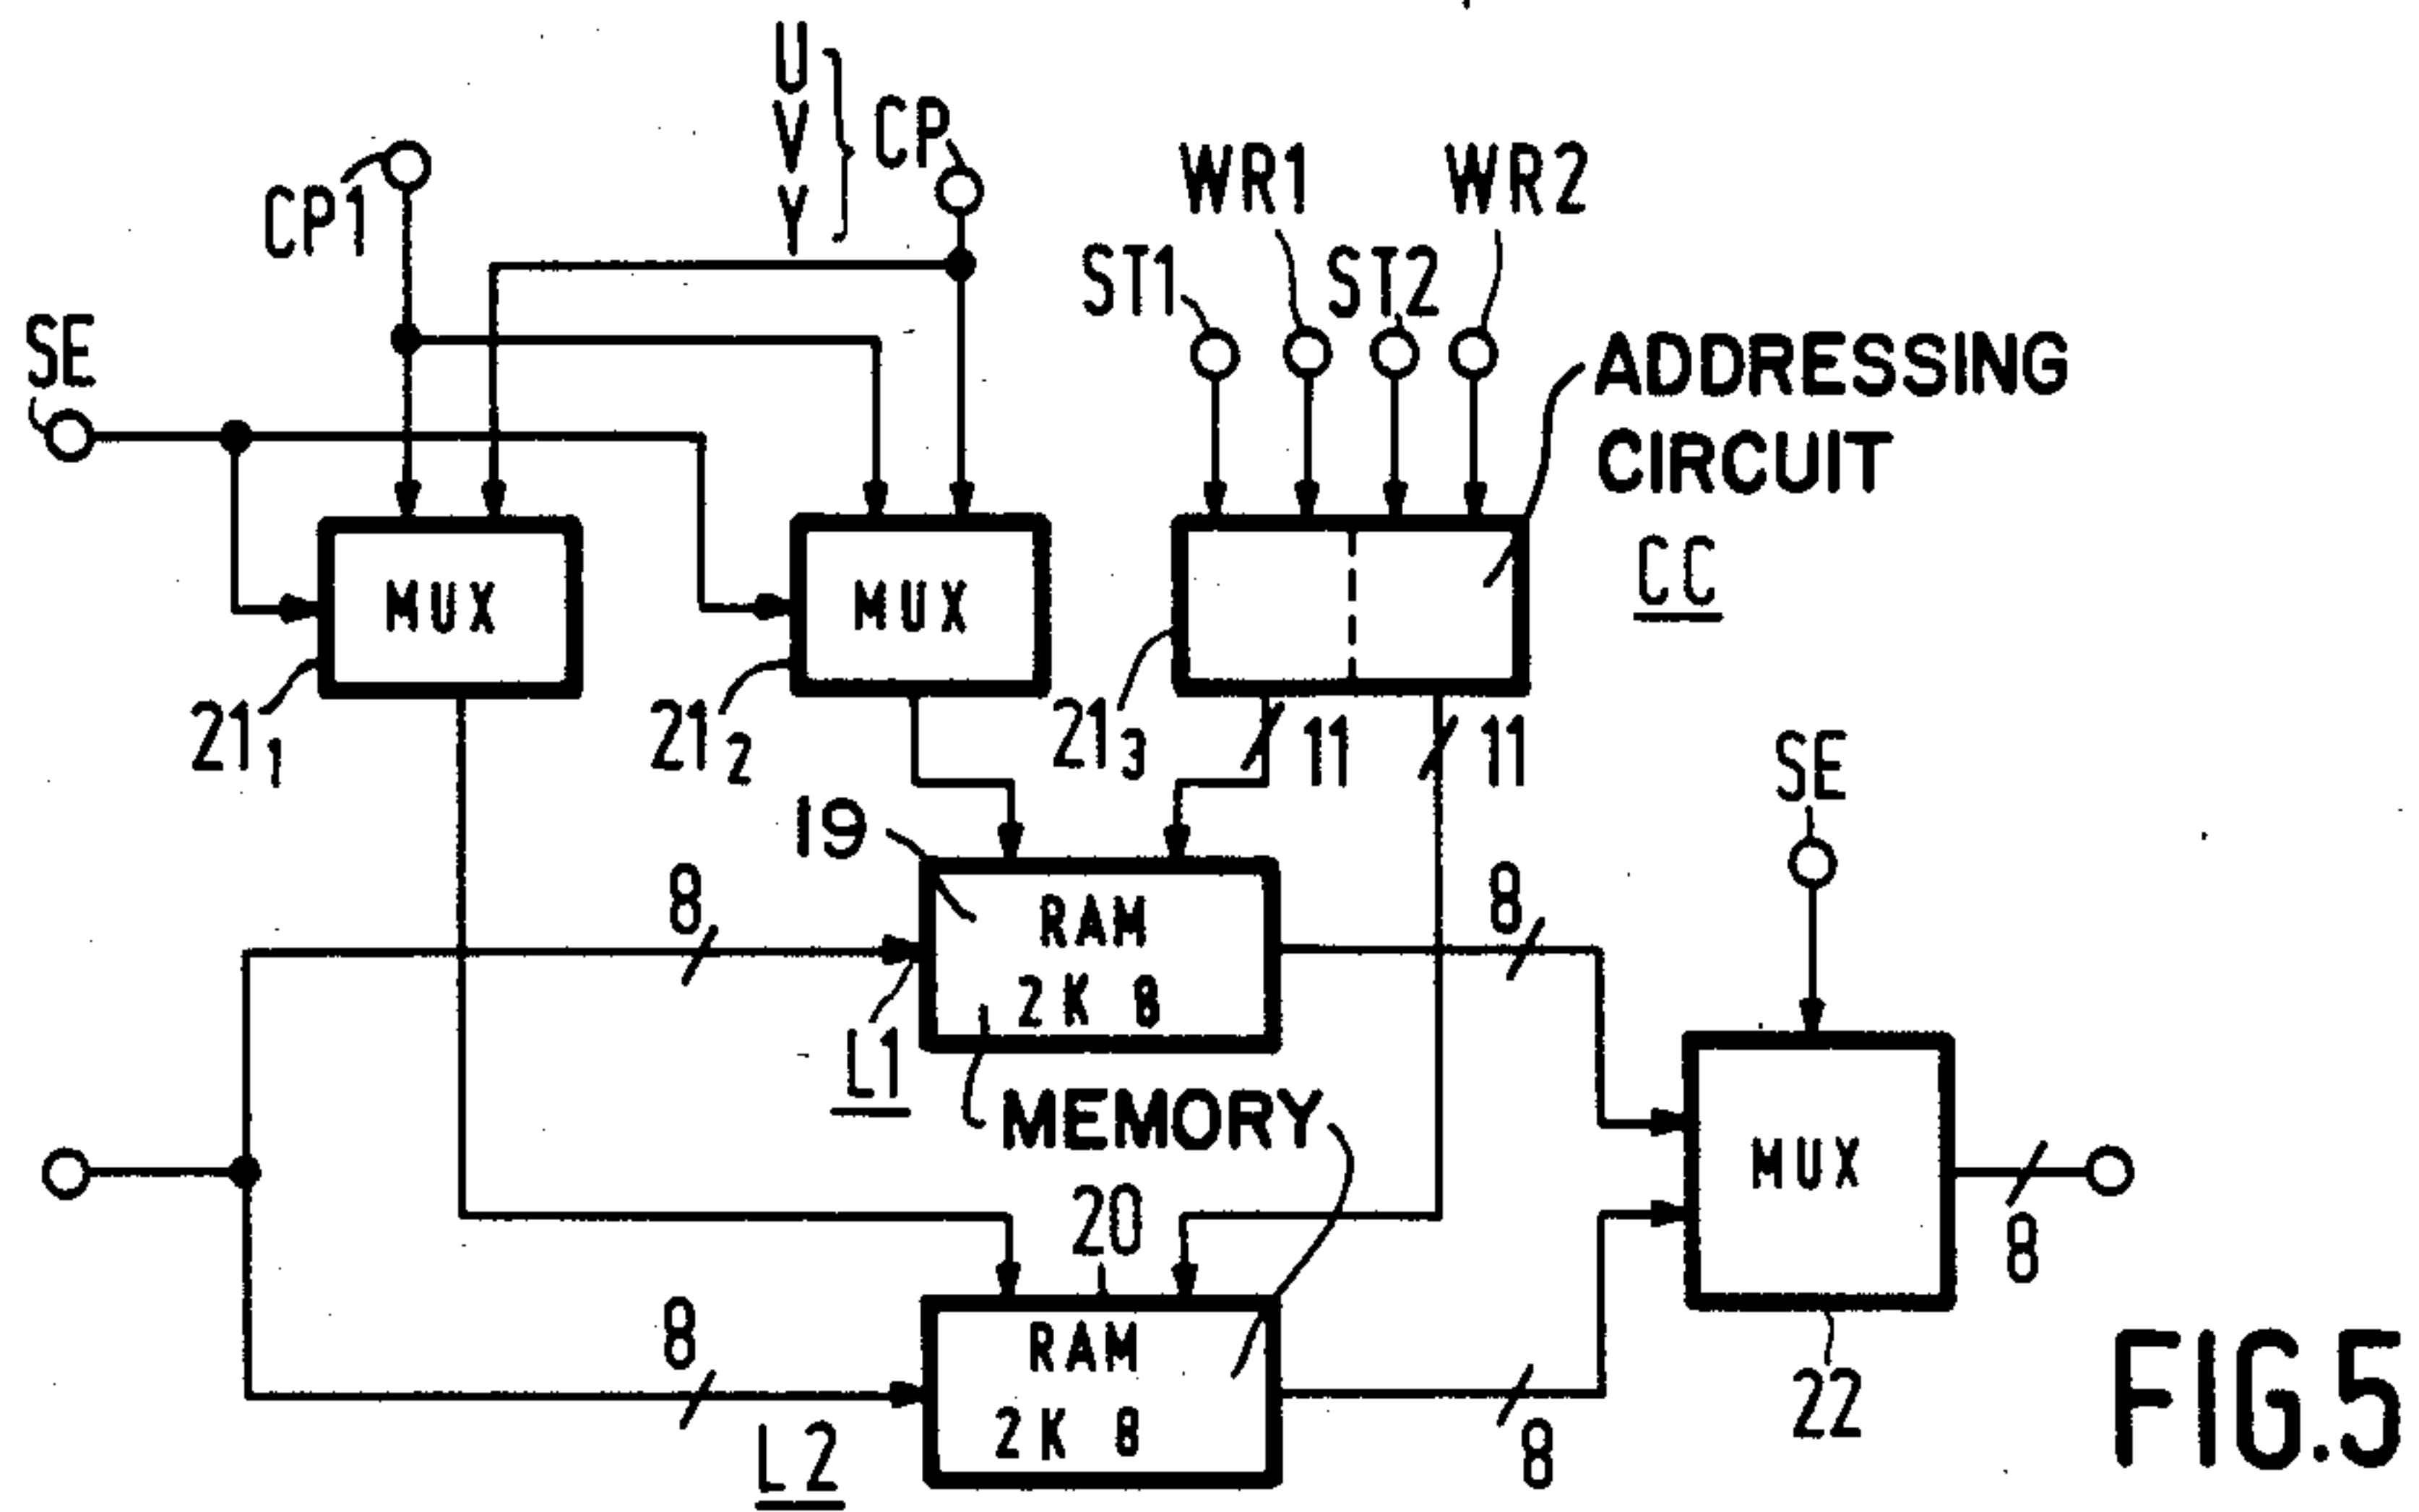 U
V
Y
CP
CP1
WR1
WR2
ST1
ST2
SE
ADDRESSING
CIRCUIT
CC
MUX
MUX
21₁
21₂
21₃
11
11
SE
19
8
RAM
2K 8
8
L1
MEMORY
MUX
20
8
8
RAM
2K 8
L2
8
22
FIG.5